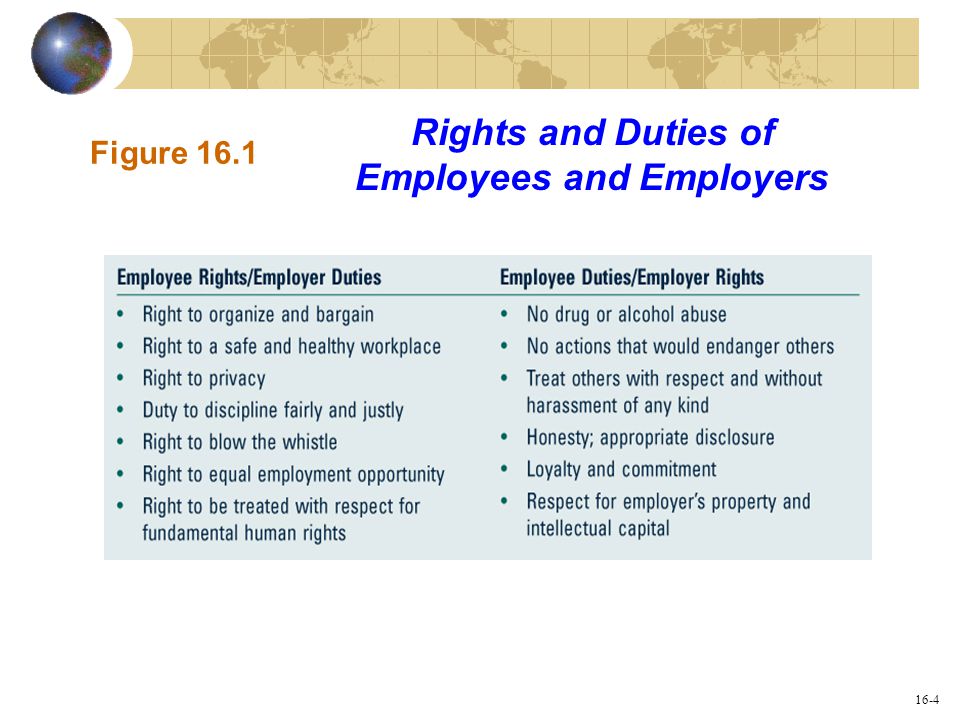 Figure 16.1
Rights and Duties of
Employees and Employers
Employee Rights/Employer Duties
• Right to organize and bargain
• Right to a safe and healthy workplace
• Right to privacy
• Duty to discipline fairly and justly
• Right to blow the whistle
• Right to equal employment opportunity
• Right to be treated with respect for
fundamental human rights
Employee Duties/Employer Rights
• No drug or alcohol abuse
• No actions that would endanger others
• Treat others with respect and without
harassment of any kind
• Honesty; appropriate disclosure
• Loyalty and commitment
• Respect for employer's property and
intellectual capital
16-4